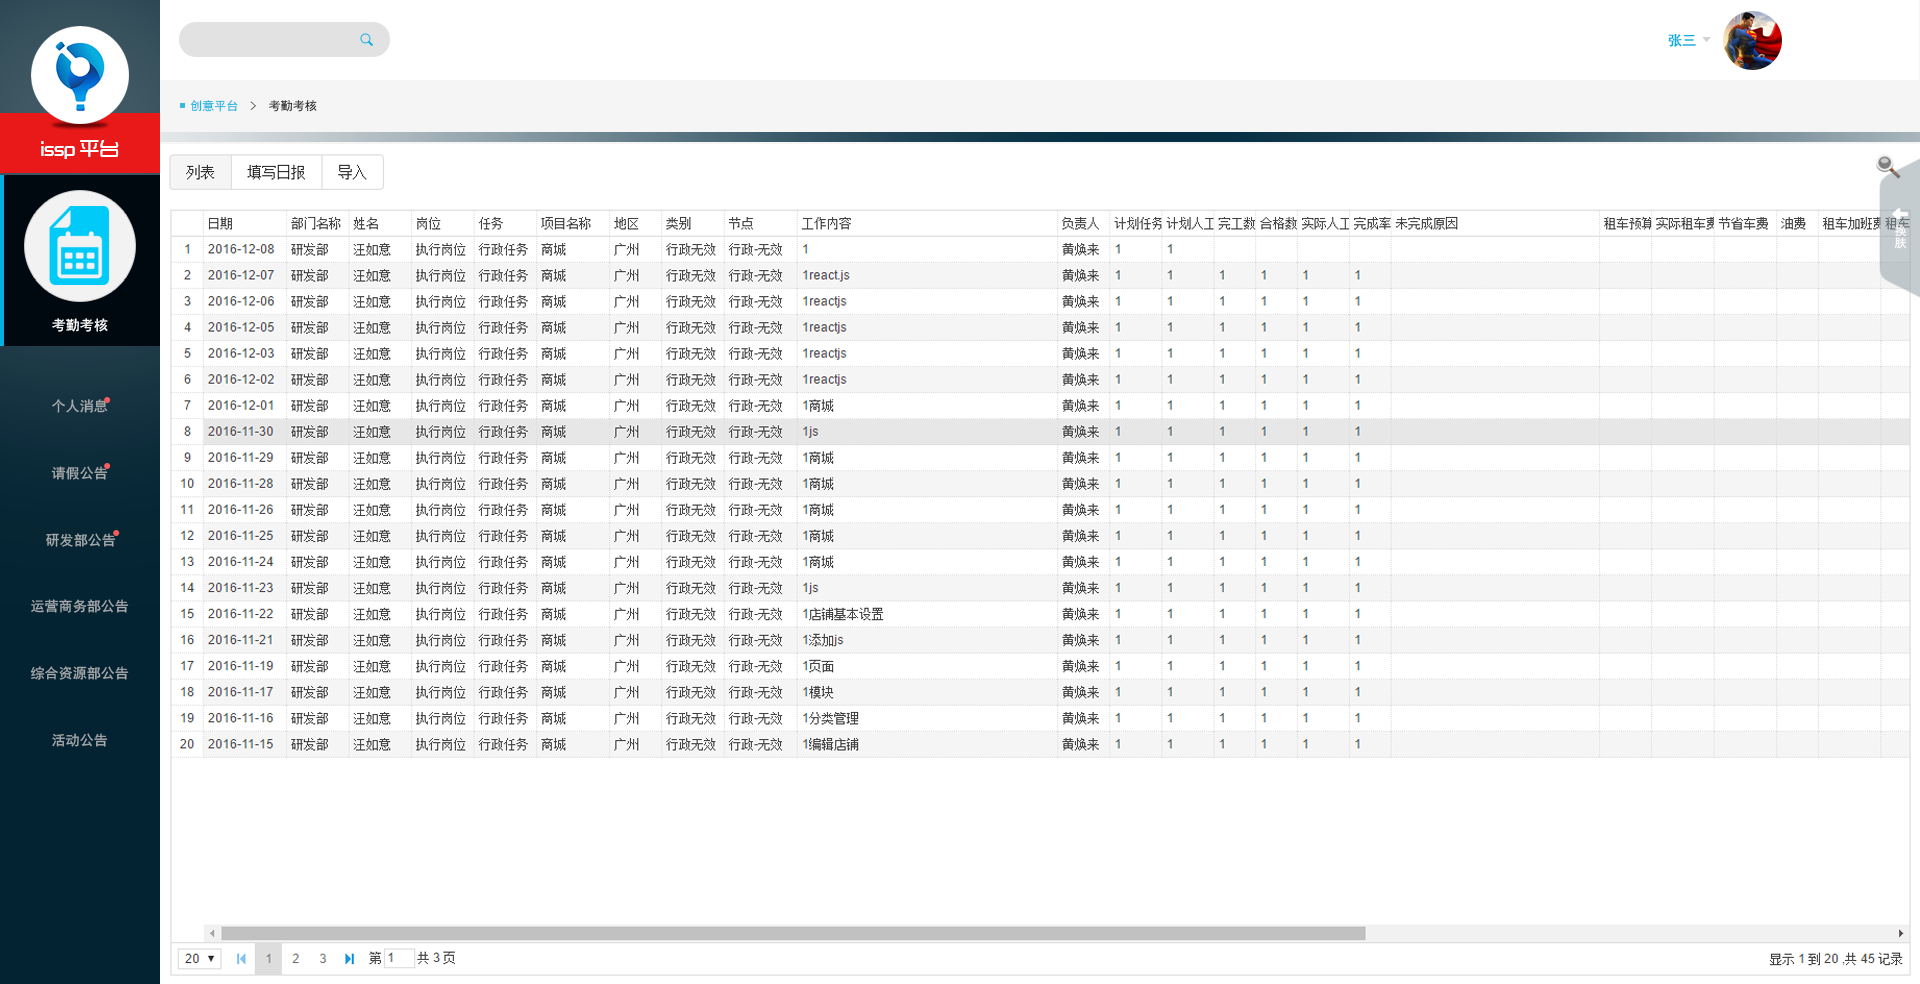 张三
创意平台 > 考勤考核
issp 平台
列表 填写日报 导入
换肤
考勤考核
个人消息
请假公告
研发部公告
运营商务部公告
综合资源部公告
活动公告
日期 部门名称 姓名 岗位 任务 项目名称 地区 类别 节点 工作内容 负责人 计划任务 计划人工 完工数 合格数 实际人工 完成率 未完成原因 租车预算 实际租车费 节省车费 油费 租车加班费 租车
1 2016-12-08 研发部 汪如意 执行岗位 行政任务 商城 广州 行政无效 行政-无效 1 黄焕来 1 1
2 2016-12-07 研发部 汪如意 执行岗位 行政任务 商城 广州 行政无效 行政-无效 1react.js 黄焕来 1 1 1 1 1 1
3 2016-12-06 研发部 汪如意 执行岗位 行政任务 商城 广州 行政无效 行政-无效 1reactjs 黄焕来 1 1 1 1 1 1
4 2016-12-05 研发部 汪如意 执行岗位 行政任务 商城 广州 行政无效 行政-无效 1reactjs 黄焕来 1 1 1 1 1 1
5 2016-12-03 研发部 汪如意 执行岗位 行政任务 商城 广州 行政无效 行政-无效 1reactjs 黄焕来 1 1 1 1 1 1
6 2016-12-02 研发部 汪如意 执行岗位 行政任务 商城 广州 行政无效 行政-无效 1reactjs 黄焕来 1 1 1 1 1 1
7 2016-12-01 研发部 汪如意 执行岗位 行政任务 商城 广州 行政无效 行政-无效 1商城 黄焕来 1 1 1 1 1 1
8 2016-11-30 研发部 汪如意 执行岗位 行政任务 商城 广州 行政无效 行政-无效 1js 黄焕来 1 1 1 1 1 1
9 2016-11-29 研发部 汪如意 执行岗位 行政任务 商城 广州 行政无效 行政-无效 1商城 黄焕来 1 1 1 1 1 1
10 2016-11-28 研发部 汪如意 执行岗位 行政任务 商城 广州 行政无效 行政-无效 1商城 黄焕来 1 1 1 1 1 1
11 2016-11-26 研发部 汪如意 执行岗位 行政任务 商城 广州 行政无效 行政-无效 1商城 黄焕来 1 1 1 1 1 1
12 2016-11-25 研发部 汪如意 执行岗位 行政任务 商城 广州 行政无效 行政-无效 1商城 黄焕来 1 1 1 1 1 1
13 2016-11-24 研发部 汪如意 执行岗位 行政任务 商城 广州 行政无效 行政-无效 1商城 黄焕来 1 1 1 1 1 1
14 2016-11-23 研发部 汪如意 执行岗位 行政任务 商城 广州 行政无效 行政-无效 1js 黄焕来 1 1 1 1 1 1
15 2016-11-22 研发部 汪如意 执行岗位 行政任务 商城 广州 行政无效 行政-无效 1店铺基本设置 黄焕来 1 1 1 1 1 1
16 2016-11-21 研发部 汪如意 执行岗位 行政任务 商城 广州 行政无效 行政-无效 1添加js 黄焕来 1 1 1 1 1 1
17 2016-11-19 研发部 汪如意 执行岗位 行政任务 商城 广州 行政无效 行政-无效 1页面 黄焕来 1 1 1 1 1 1
18 2016-11-17 研发部 汪如意 执行岗位 行政任务 商城 广州 行政无效 行政-无效 1模块 黄焕来 1 1 1 1 1 1
19 2016-11-16 研发部 汪如意 执行岗位 行政任务 商城 广州 行政无效 行政-无效 1分类管理 黄焕来 1 1 1 1 1 1
20 2016-11-15 研发部 汪如意 执行岗位 行政任务 商城 广州 行政无效 行政-无效 1编辑店铺 黄焕来 1 1 1 1 1 1
20 1 2 3 第 1 共 3 页 显示 1 到 20 ,共 45 记录